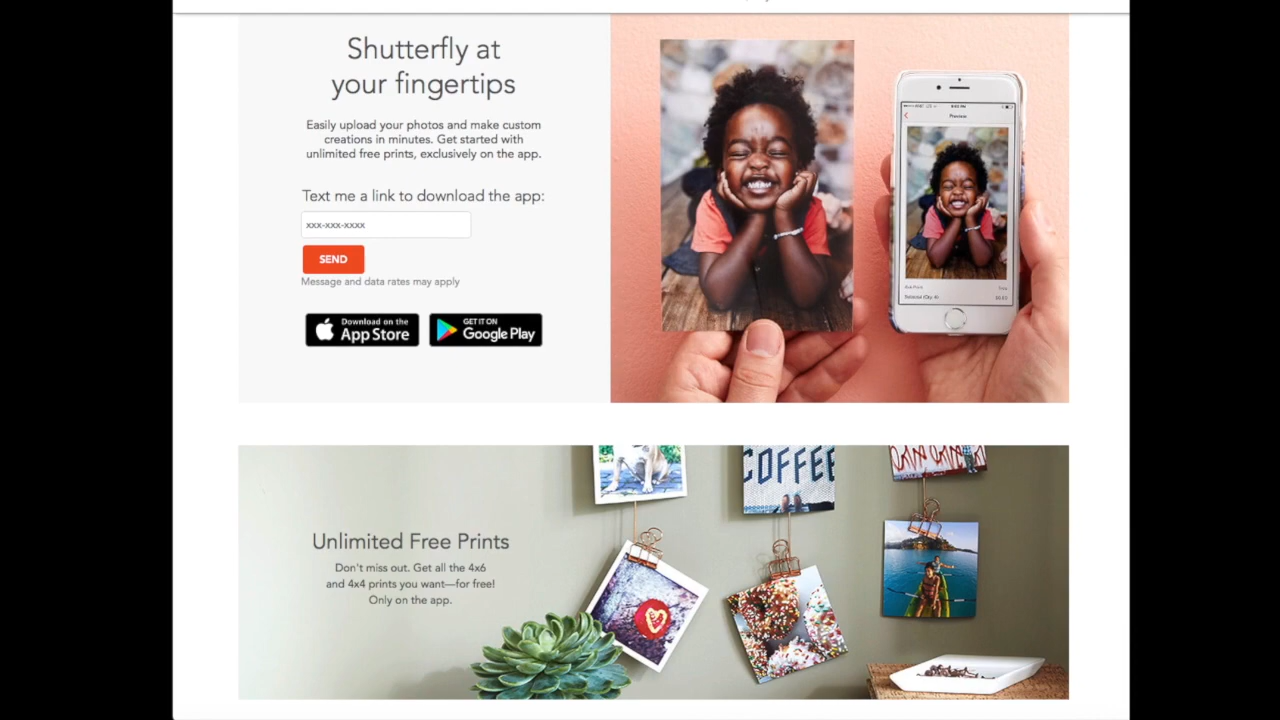 Shutterfly at
your fingertips
Easily upload your photos and make custom
creations in minutes. Get started with
unlimited free prints, exclusively on the app.
Text me a link to download the app:
xxx-xxx-xxxx
SEND
Message and data rates may apply
Download on the
App Store
GET IT ON
Google Play
Preview
COFFEE
Unlimited Free Prints
Don't miss out. Get all the 4x6
and 4x4 prints you want—for free!
Only on the app.